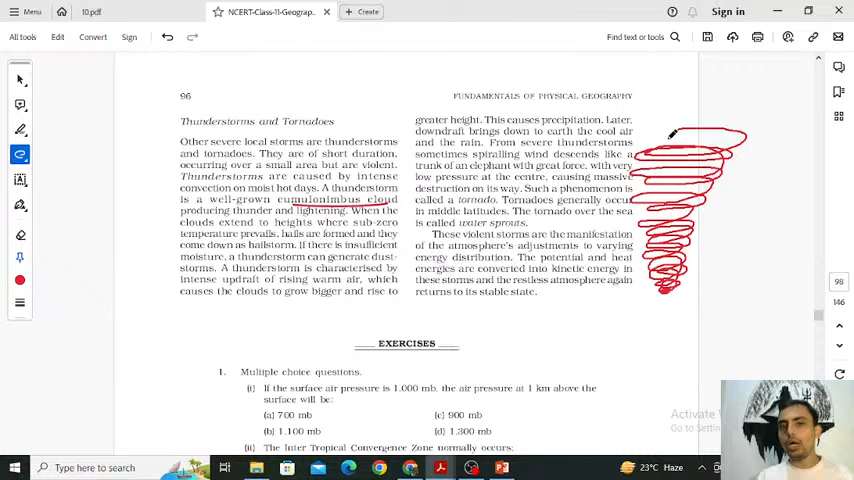 Menu
10.pdf
NCERT-Class-11-Geograp..
Create
Sign in
All tools
Edit
Convert
Sign
Find text or tools
96
FUNDAMENTALS OF PHYSICAL GEOGRAPHY
Thunderstorms and Tornadoes
Other severe local storms are thunderstorms
and tornadoes. They are of short duration,
occurring over a small area but are violent.
Thunderstorms are caused by intense
convection on moist hot days. A thunderstorm
is a well-grown cumulonimbus cloud
producing thunder and lightening. When the
clouds extend to heights where sub-zero
temperature prevails, hails are formed and they
come down as hailstorm. If there is insufficient
moisture, a thunderstorm can generate dust-
storms. A thunderstorm is characterised by
intense updraft of rising warm air, which
causes the clouds to grow bigger and rise to
greater height. This causes precipitation. Later,
downdraft brings down to earth the cool air
and the rain. From severe thunderstorms
sometimes spiralling wind descends like a
trunk of an elephant with great force, with very
low pressure at the centre, causing massive
destruction on its way. Such a phenomenon is
called a tornado. Tornadoes generally occur
in middle latitudes. The tornado over the sea
is called water sprouts.
These violent storms are the manifestation
of the atmosphere's adjustments to varying
energy distribution. The potential and heat
energies are converted into kinetic energy in
these storms and the restless atmosphere again
returns to its stable state.
EXERCISES
1. Multiple choice questions.
(i) If the surface air pressure is 1,000 mb, the air pressure at 1 km above the
surface will be:
(a) 700 mb (c) 900 mb
(b) 1,100 mb (d) 1,300 mb
(ii) The Inter Tropical Convergence Zone normally occurs:
98
146
Activate
Go to Setting
Type here to search
23°C Haze